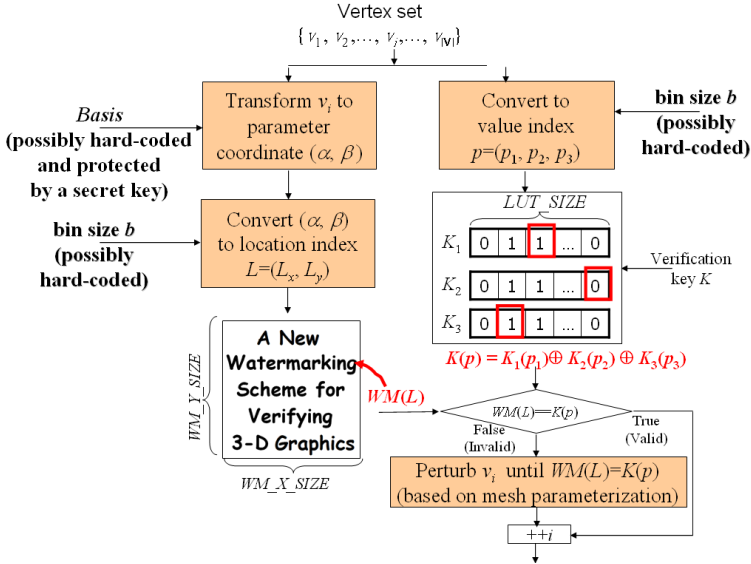 Vertex set
{v1, v2,..., vi,..., v|V|}
Basis
(possibly hard-coded
and protected
by a secret key)
Transform vi to
parameter
coordinate (α, β)
bin size b
(possibly
hard-coded)
Convert (α, β)
to location index
L=(Lx, Ly)
WM_Y_SIZE
A New
Watermarking
Scheme for
Verifying
3-D Graphics
WM_X_SIZE
WM(L)
Convert to
value index
p=(p1, p2, p3)
bin size b
(possibly
hard-coded)
LUT_SIZE
K1 0 1 1 ... 0
K2 0 1 1 ... 0
K3 0 1 1 ... 0
Verification
key K
K(p) = K1(p1)⊕ K2(p2) ⊕ K3(p3)
WM(L)==K(p)
False
(Invalid)
True
(Valid)
Perturb vi until WM(L)=K(p)
(based on mesh parameterization)
++i